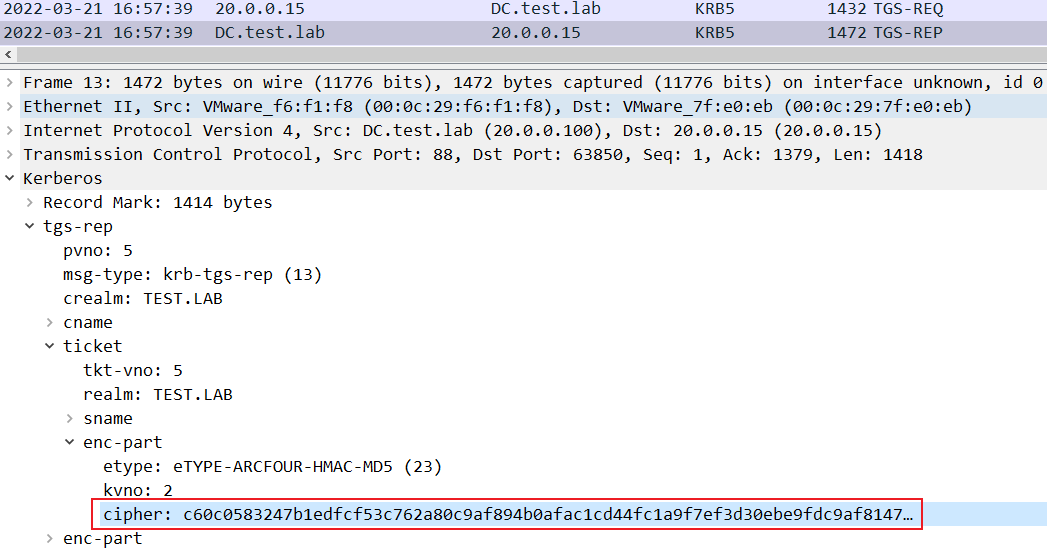 2022-03-21 16:57:39 20.0.0.15 DC.test.lab KRB5 1432 TGS-REQ
2022-03-21 16:57:39 DC.test.lab 20.0.0.15 KRB5 1472 TGS-REP
Frame 13: 1472 bytes on wire (11776 bits), 1472 bytes captured (11776 bits) on interface unknown, id 0
Ethernet II, Src: VMware_f6:f1:f8 (00:0c:29:f6:f1:f8), Dst: VMware_7f:e0:eb (00:0c:29:7f:e0:eb)
Internet Protocol Version 4, Src: DC.test.lab (20.0.0.100), Dst: 20.0.0.15 (20.0.0.15)
Transmission Control Protocol, Src Port: 88, Dst Port: 63850, Seq: 1, Ack: 1379, Len: 1418
Kerberos
Record Mark: 1414 bytes
tgs-rep
pvno: 5
msg-type: krb-tgs-rep (13)
crealm: TEST.LAB
cname
ticket
tkt-vno: 5
realm: TEST.LAB
sname
enc-part
etype: eTYPE-ARCFOUR-HMAC-MD5 (23)
kvno: 2
cipher: c60c0583247b1edfcf53c762a80c9af894b0afac1cd44fc1a9f7ef3d30ebe9fdc9af8147…
enc-part